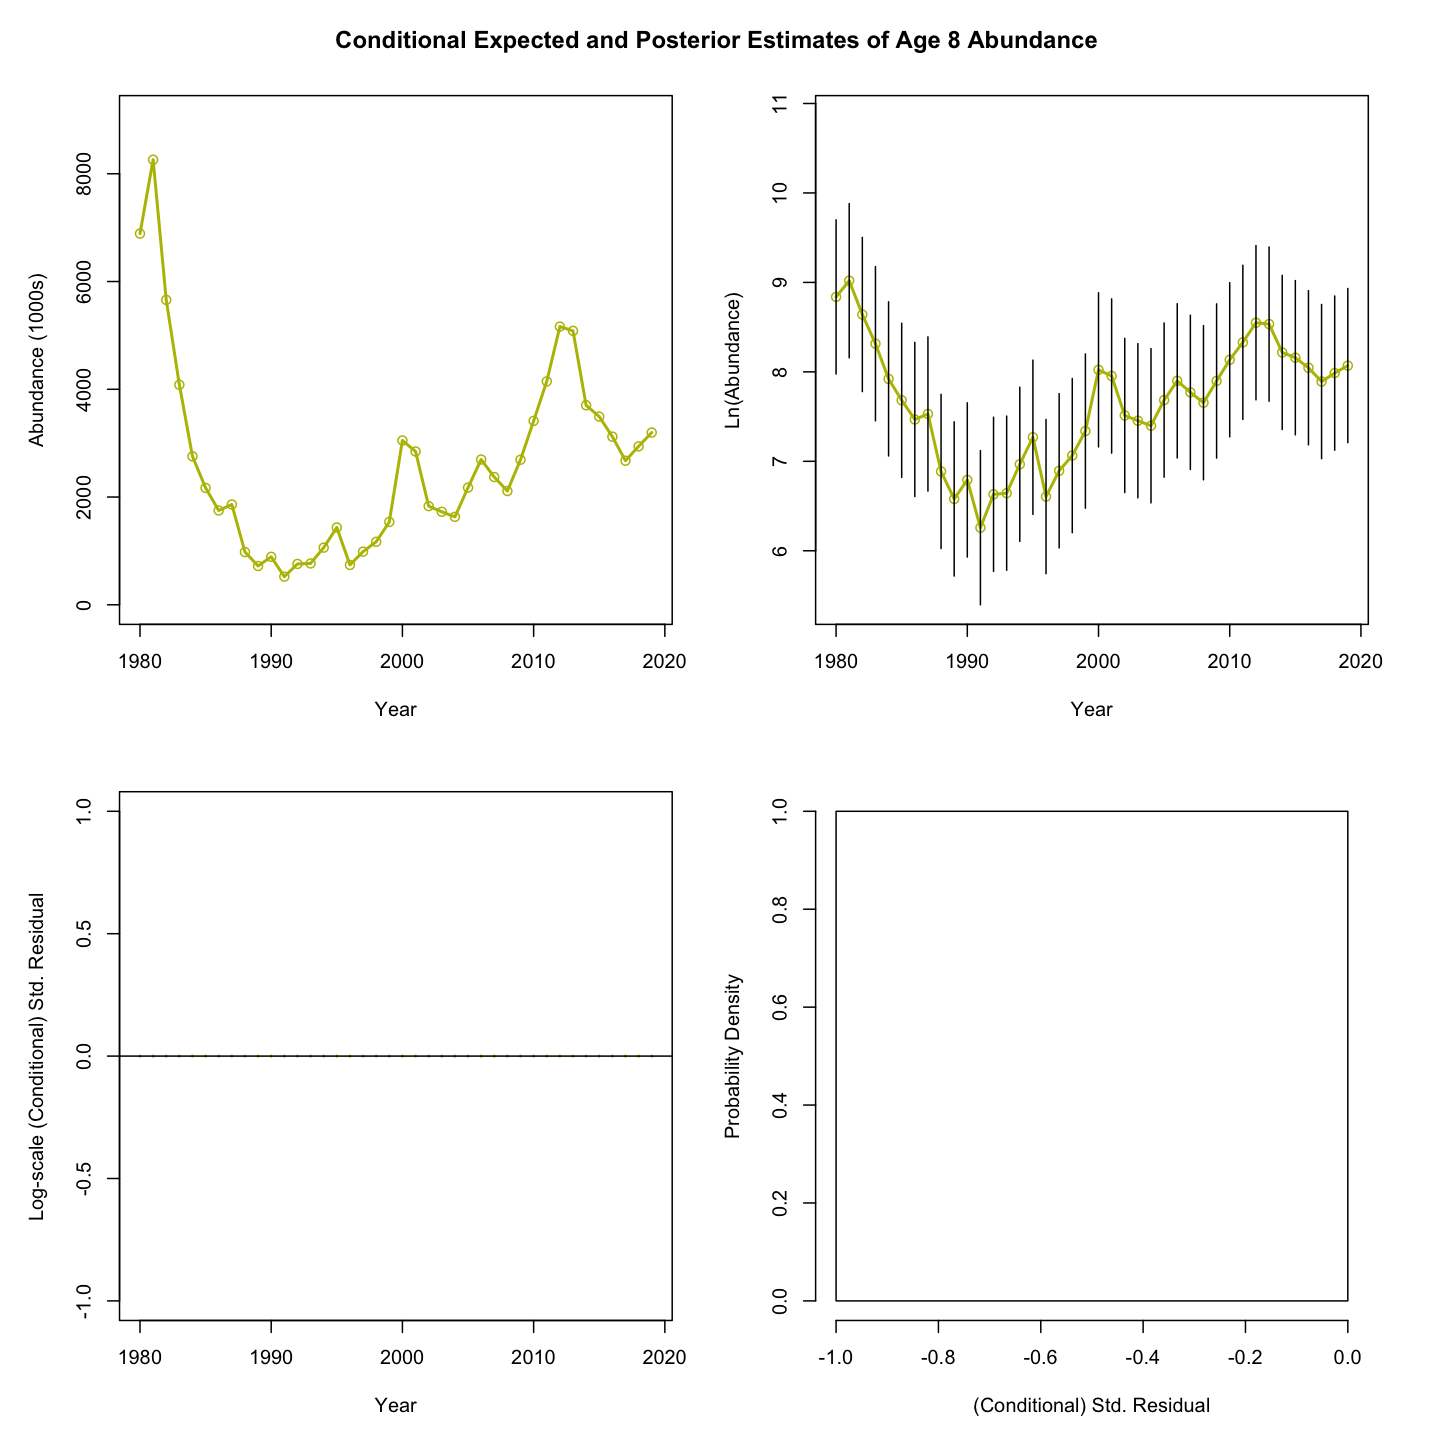 Conditional Expected and Posterior Estimates of Age 8 Abundance
Abundance (1000s)
8000
6000
4000
2000
0
1980 1990 2000 2010 2020
Year
Ln(Abundance)
11
10
9
8
7
6
1980 1990 2000 2010 2020
Year
Log-scale (Conditional) Std. Residual
1.0
0.5
0.0
-0.5
-1.0
1980 1990 2000 2010 2020
Year
Probability Density
1.0
0.8
0.6
0.4
0.2
0.0
-1.0 -0.8 -0.6 -0.4 -0.2 0.0
(Conditional) Std. Residual